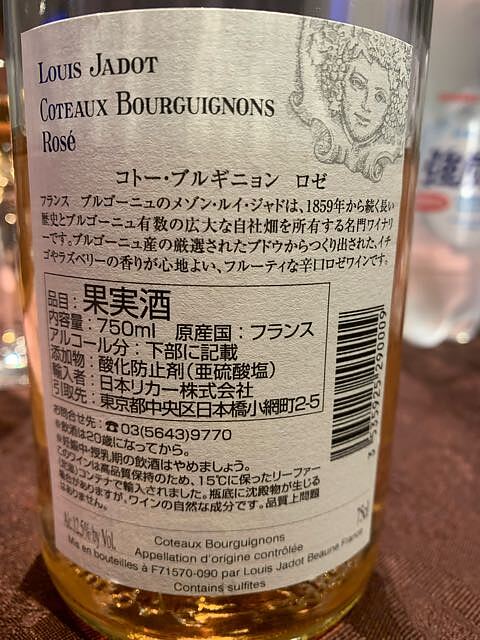 LOUIS JADOT
COTEAUX BOURGUIGNONS
Rosé
コトー・ブルギニョン ロゼ
フランス ブルゴーニュのメゾン・ルイ・ジャドは、1859年から続く長い
歴史とブルゴーニュ有数の広大な自社畑を所有する名門ワイナリ
ーです。ブルゴーニュ産の厳選されたブドウからつくり出された、イチ
ゴやラズベリーの香りが心地よい、フルーティな辛口ロゼワインです。
品目：果実酒
内容量：750ml 原産国：フランス
アルコール分：下部に記載
添加物：酸化防止剤（亜硫酸塩）
輸入者：日本リカー株式会社
引取先：東京都中央区日本橋小網町2-5
お問合せ先：☎03(5643)9770
※飲酒は20歳になってから。
※妊娠中・授乳期の飲酒はやめましょう。
このワインは高品質保持のため、15℃に保ったリーファー
（定温）コンテナで輸入されました。瓶底に沈殿物が生じる
場合がありますが、ワインの自然な成分です。品質上問題
はありません。
3 535925 290009
Alc.12.5% by Vol.
75cl
Coteaux Bourguignons
Appellation d'origine contrôlée
Mis en bouteilles à F71570-090 par Louis Jadot Beaune France
Contains sulfites